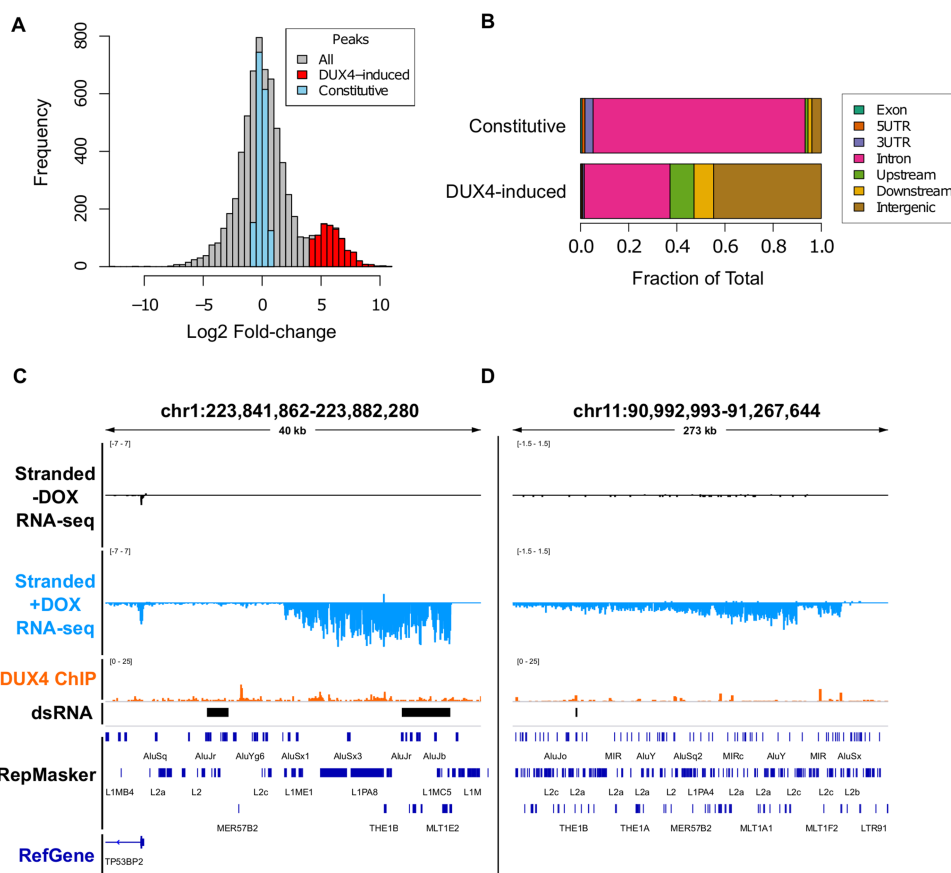 A
Frequency
0
200
400
600
800
−10
−5
0
5
10
Log2 Fold-change
Peaks
All
DUX4−induced
Constitutive
B
Constitutive
DUX4-induced
0.0
0.2
0.4
0.6
0.8
1.0
Fraction of Total
Exon
5UTR
3UTR
Intron
Upstream
Downstream
Intergenic
C
chr1:223,841,862-223,882,280
40 kb
D
chr11:90,992,993-91,267,644
273 kb
Stranded
-DOX
RNA-seq
[-7 - 7]
[-1.5 - 1.5]
Stranded
+DOX
RNA-seq
[-7 - 7]
[-1.5 - 1.5]
DUX4 ChIP
[0 - 25]
[0 - 25]
dsRNA
RepMasker
AluSq AluJr AluYg6 AluSx1 AluSx3 AluJr AluJb
L1MB4 L2a L2 L2c L1ME1 L1PA8 L1MC5 L1M
MER57B2 THE1B MLT1E2
AluJo MIR AluY AluSq2 MIRc AluY MIR AluSx
L2c L2a L2a L2a L2 L1PA4 L2c L2a L2c L2c L2b
THE1B THE1A MER57B2 MLT1A1 MLT1F2 LTR91
RefGene
TP53BP2